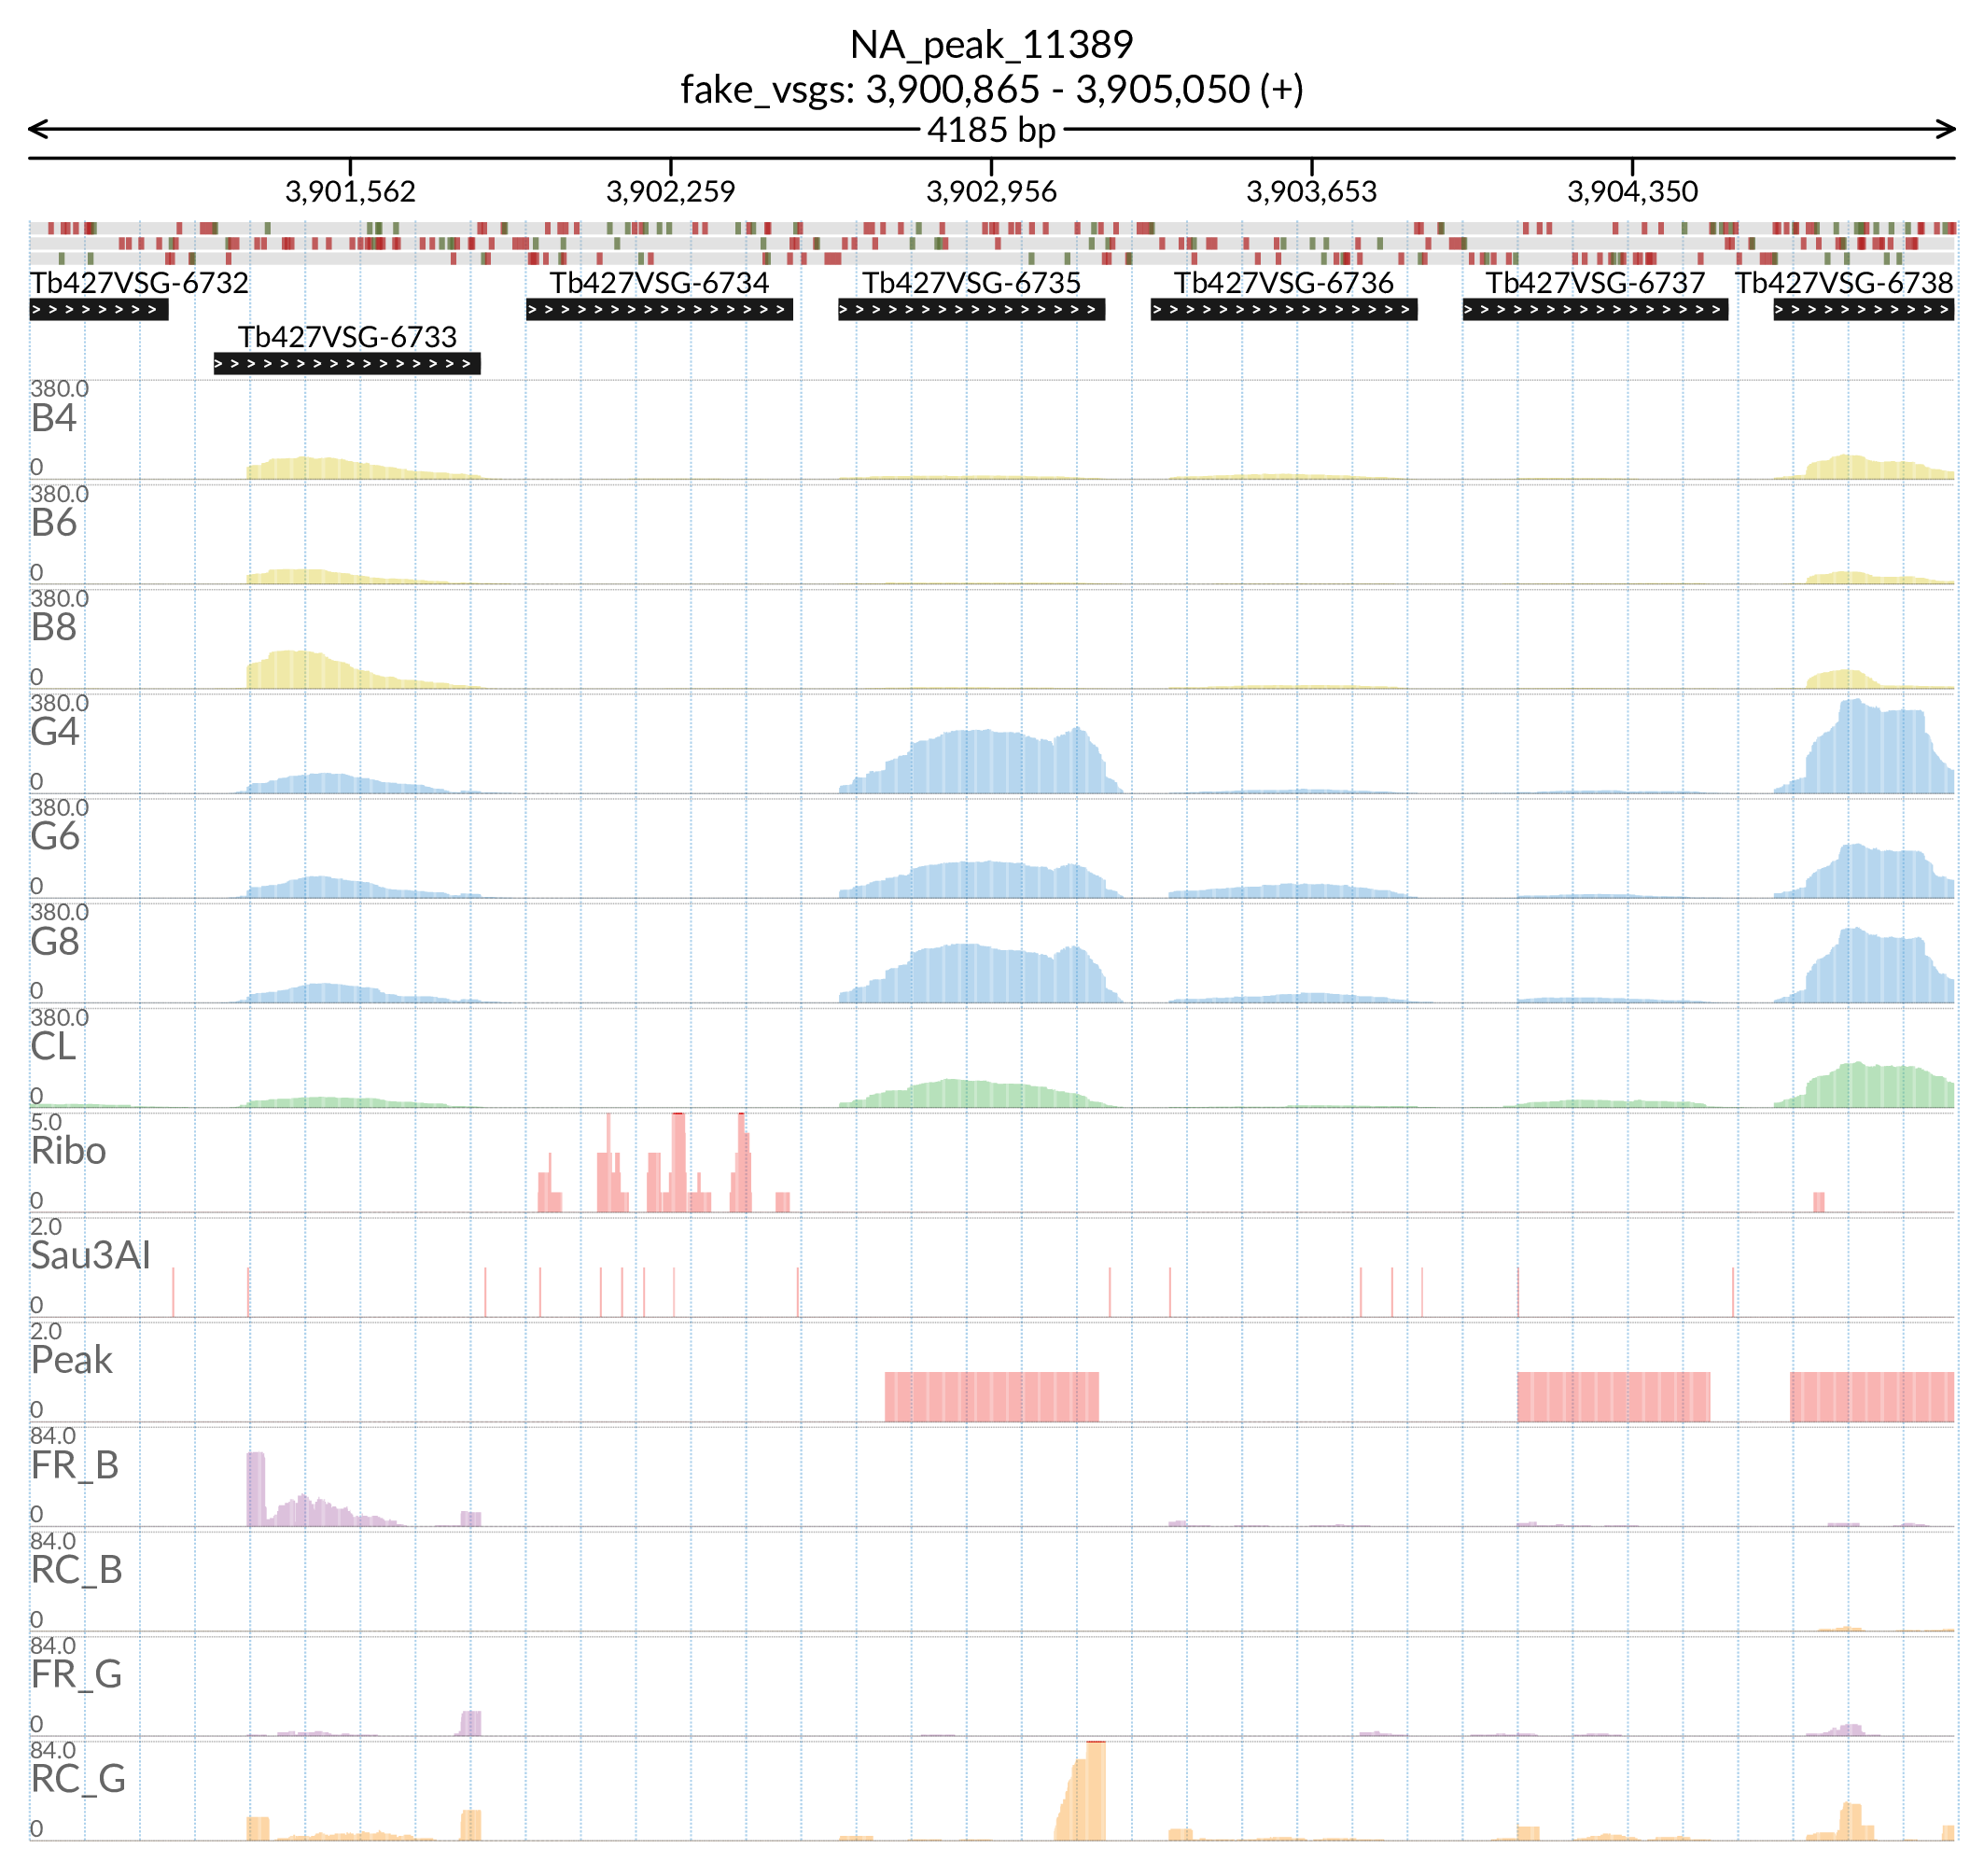 NA_peak_11389
fake_vsgs: 3,900,865 - 3,905,050 (+)
4185 bp
3,901,562 3,902,259 3,902,956 3,903,653 3,904,350
Tb427VSG-6732 Tb427VSG-6734 Tb427VSG-6735 Tb427VSG-6736 Tb427VSG-6737 Tb427VSG-6738
Tb427VSG-6733
380.0
B4
0
380.0
B6
0
380.0
B8
0
380.0
G4
0
380.0
G6
0
380.0
G8
0
380.0
CL
0
5.0
Ribo
0
2.0
Sau3AI
0
2.0
Peak
0
84.0
FR_B
0
84.0
RC_B
0
84.0
FR_G
0
84.0
RC_G
0